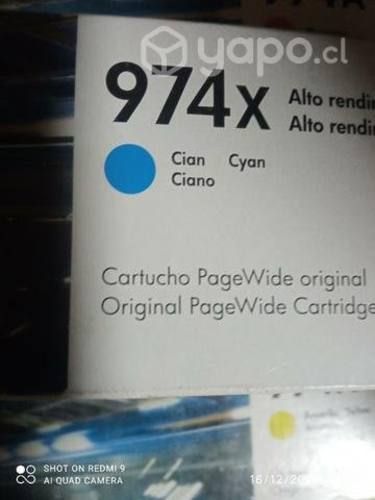 yapo.cl
974X
Alto rendi
Alto rendi
Cian Cyan
Ciano
Cartucho PageWide original
Original PageWide Cartridge
SHOT ON REDMI 9
AI QUAD CAMERA